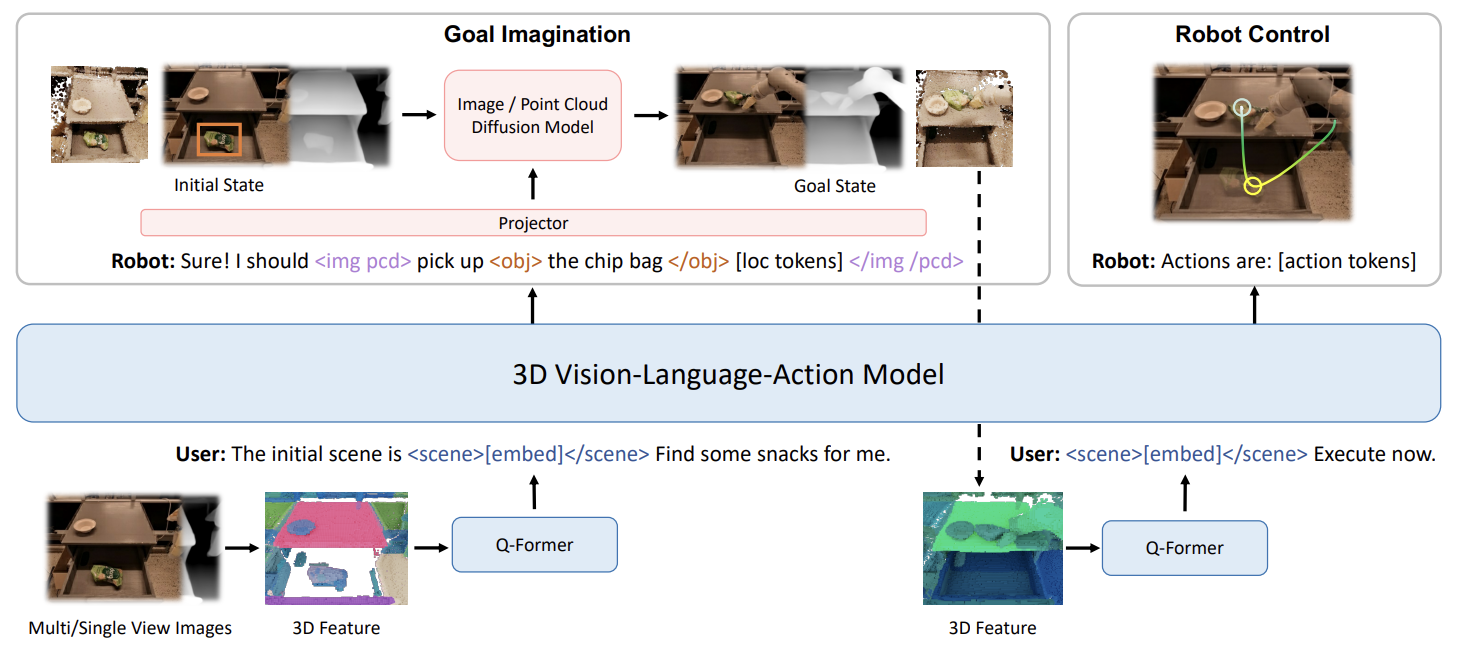 Goal Imagination
Robot Control
Image / Point Cloud
Diffusion Model
Initial State
Goal State
Projector
Robot: Sure! I should <img pcd> pick up <obj> the chip bag </obj> [loc tokens] </img /pcd>
Robot: Actions are: [action tokens]
3D Vision-Language-Action Model
User: The initial scene is <scene>[embed]</scene> Find some snacks for me.
User: <scene>[embed]</scene> Execute now.
Q-Former
Q-Former
Multi/Single View Images
3D Feature
3D Feature